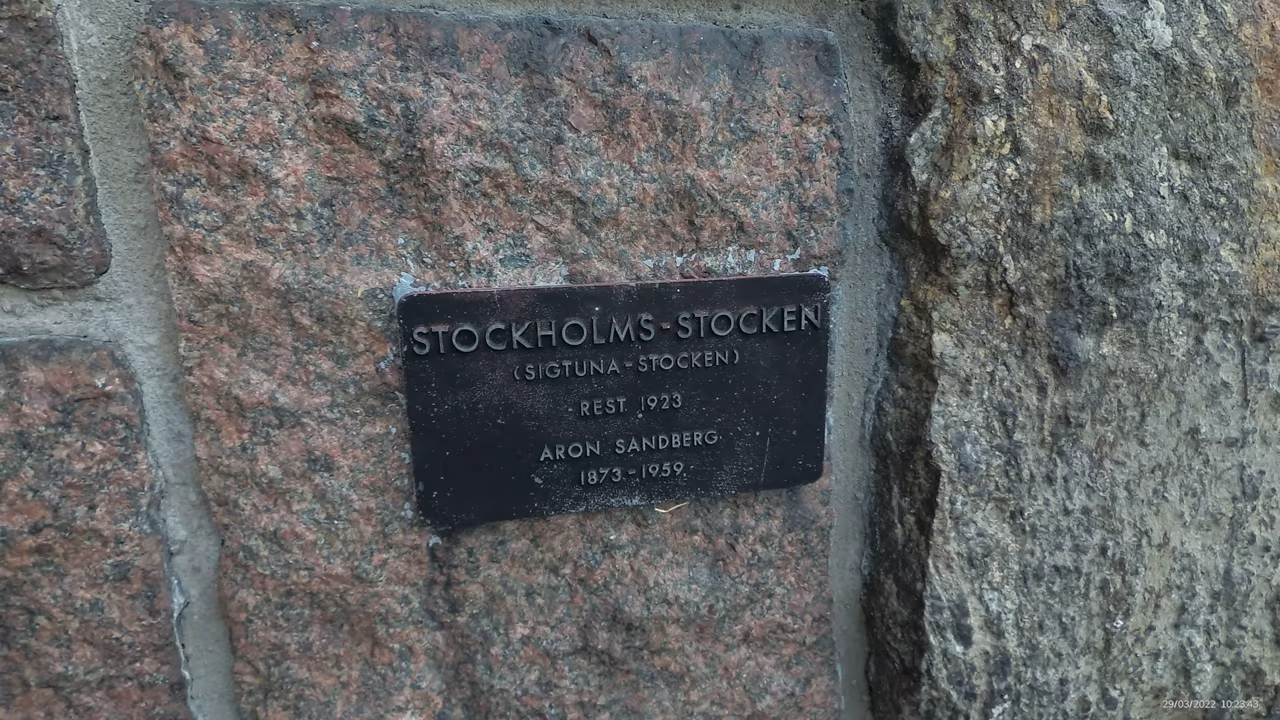 STOCKHOLMS-STOCKEN
(SIGTUNA-STOCKEN)
REST. 1923
ARON SANDBERG
1873-1959
29/03/2022 10:23:43